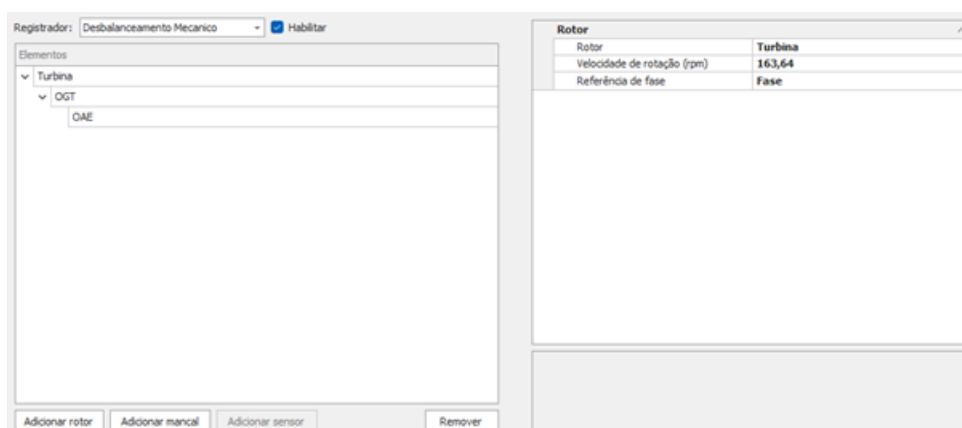 Registrador: Desbalanceamento Mecanico Habilitar
Elementos
Turbina
OGT
OAE
Adicionar rotor Adicionar mancal Adicionar sensor Remover
Rotor
Rotor Turbina
Velocidade de rotação (rpm) 163,64
Referência de fase Fase